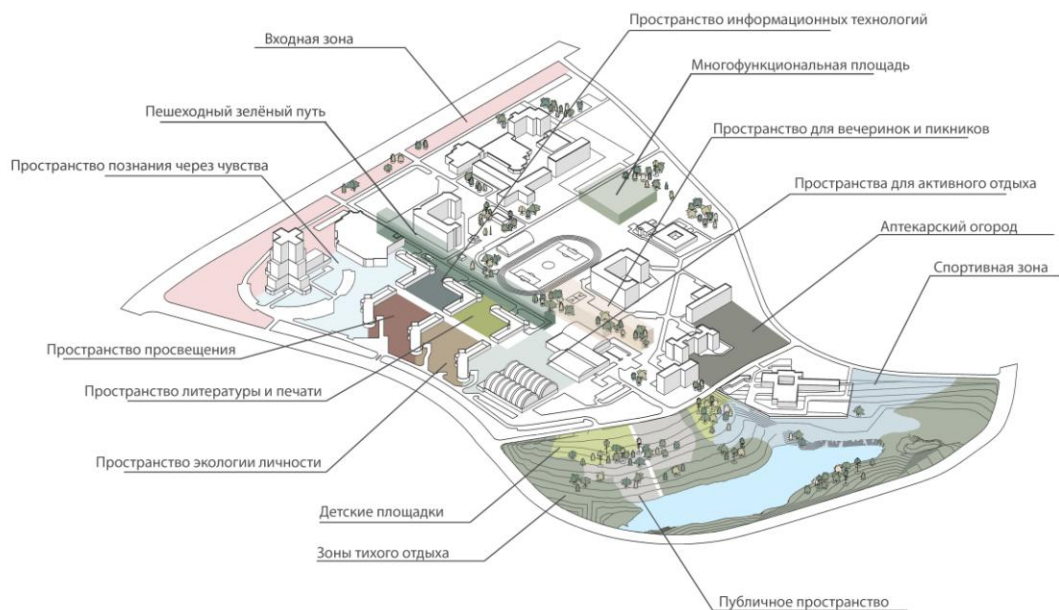 Пространство информационных технологий
Входная зона
Многофункциональная площадь
Пешеходный зелёный путь
Пространство для вечеринок и пикников
Пространство познания через чувства
Пространства для активного отдыха
Аптекарский огород
Спортивная зона
Пространство просвещения
Пространство литературы и печати
Пространство экологии личности
Детские площадки
Зоны тихого отдыха
Публичное пространство